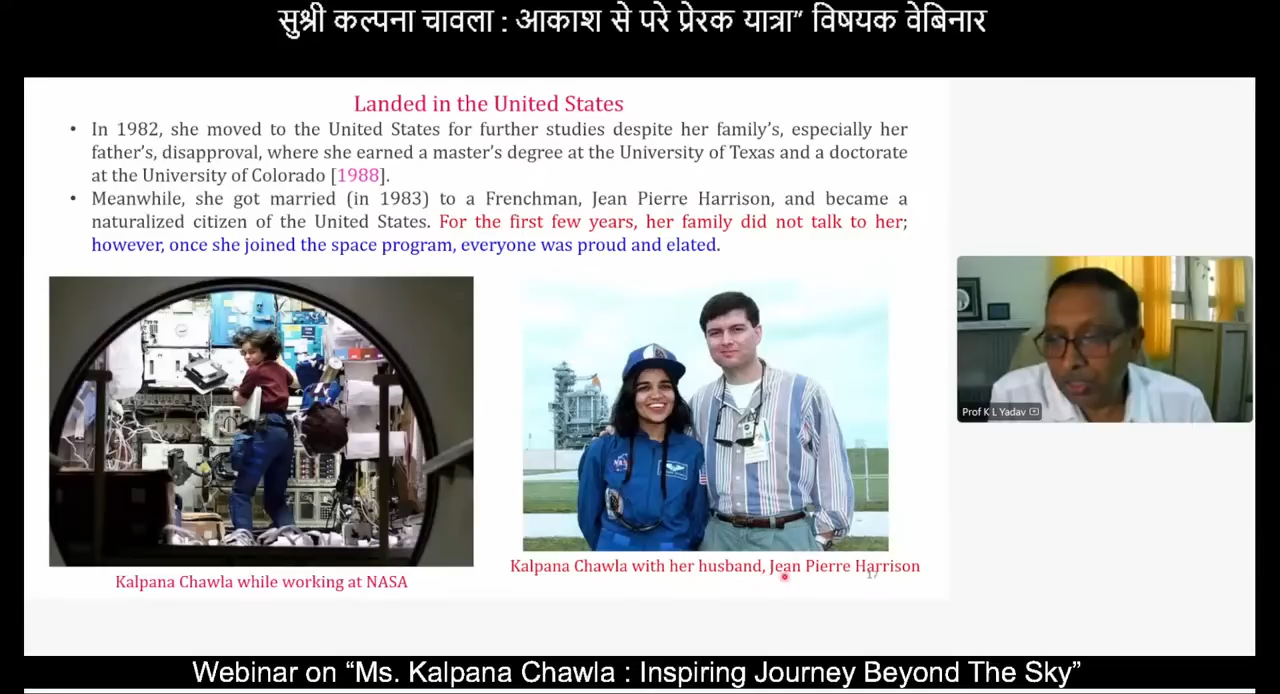 सुश्री कल्पना चावला : आकाश से परे प्रेरक यात्रा” विषयक वेबिनार
Landed in the United States
• In 1982, she moved to the United States for further studies despite her family’s, especially her
father’s, disapproval, where she earned a master’s degree at the University of Texas and a doctorate
at the University of Colorado [1988].
• Meanwhile, she got married (in 1983) to a Frenchman, Jean Pierre Harrison, and became a
naturalized citizen of the United States. For the first few years, her family did not talk to her;
however, once she joined the space program, everyone was proud and elated.
NASA
Kalpana Chawla while working at NASA
Kalpana Chawla with her husband, Jean Pierre Harrison
17
Prof K L Yadav
Webinar on “Ms. Kalpana Chawla : Inspiring Journey Beyond The Sky”